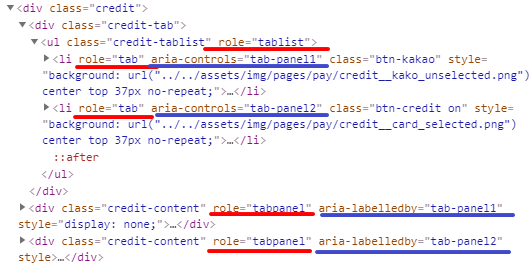 ▼<div class="credit">
▼<div class="credit-tab">
▼<ul class="credit-tablist" role="tablist">
▶<li role="tab" aria-controls="tab-panel1" class="btn-kakao" style=
"background: url("../../assets/img/pages/pay/credit__kako_unselected.png")
center top 37px no-repeat;">…</li>
▶<li role="tab" aria-controls="tab-panel2" class="btn-credit on" style=
"background: url("../../assets/img/pages/pay/credit__card_selected.png")
center top 37px no-repeat;">…</li>
::after
</ul>
</div>
▶<div class="credit-content" role="tabpanel" aria-labelledby="tab-panel1"
style="display: none;">…</div>
▶<div class="credit-content" role="tabpanel" aria-labelledby="tab-panel2"
style>…</div>